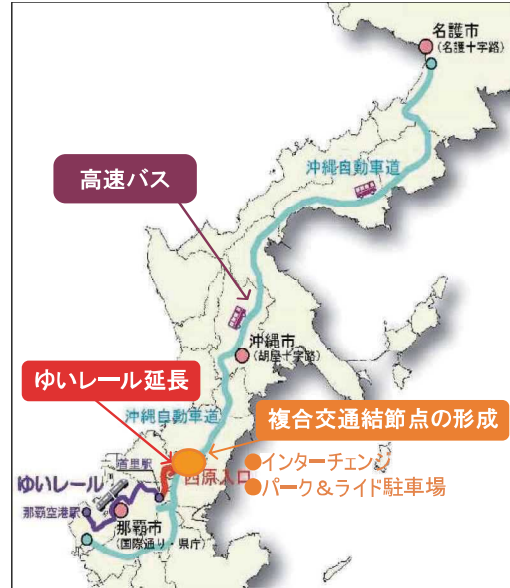 名護市
(名護十字路)
沖縄自動車道
高速バス
沖縄市
(胡屋十字路)
ゆいレール延長
沖縄自動車道
複合交通結節点の形成
首里駅
西原入口
●インターチェンジ
●パーク&ライド駐車場
ゆいレール
那覇空港駅
那覇市
(国際通り・県庁)